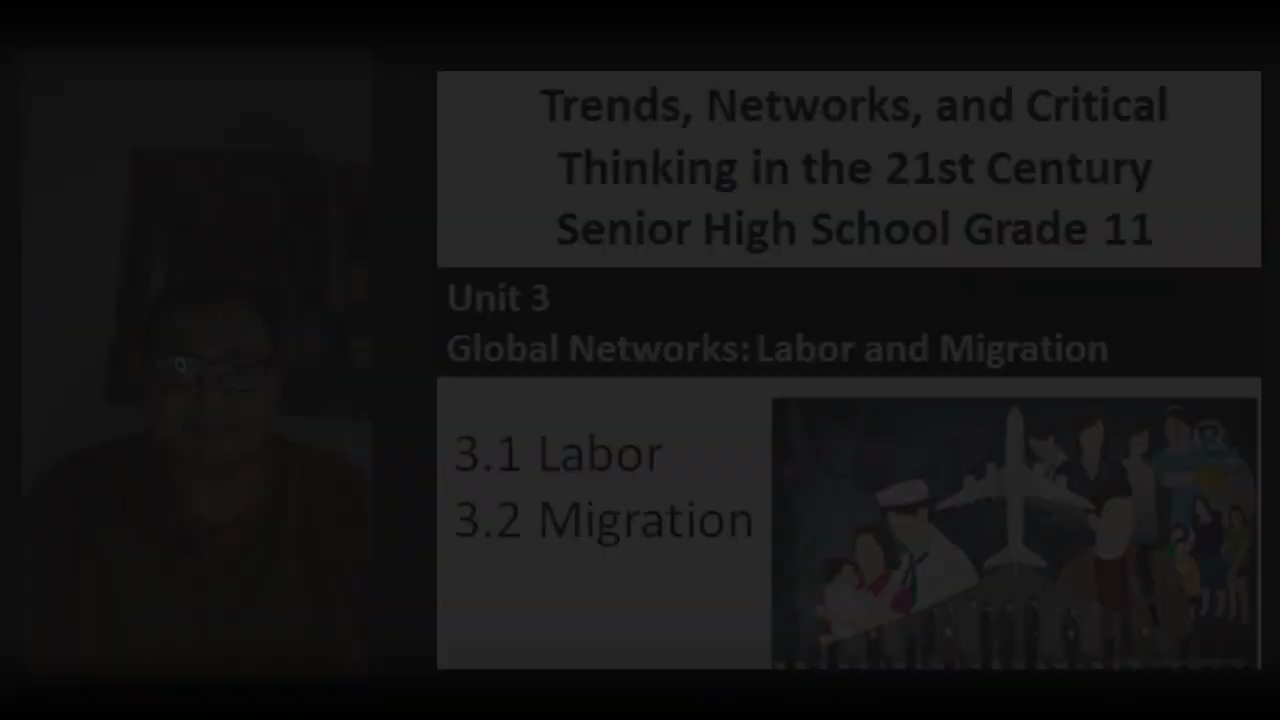 Trends, Networks, and Critical
Thinking in the 21st Century
Senior High School Grade 11
Unit 3
Global Networks: Labor and Migration
3.1 Labor
3.2 Migration